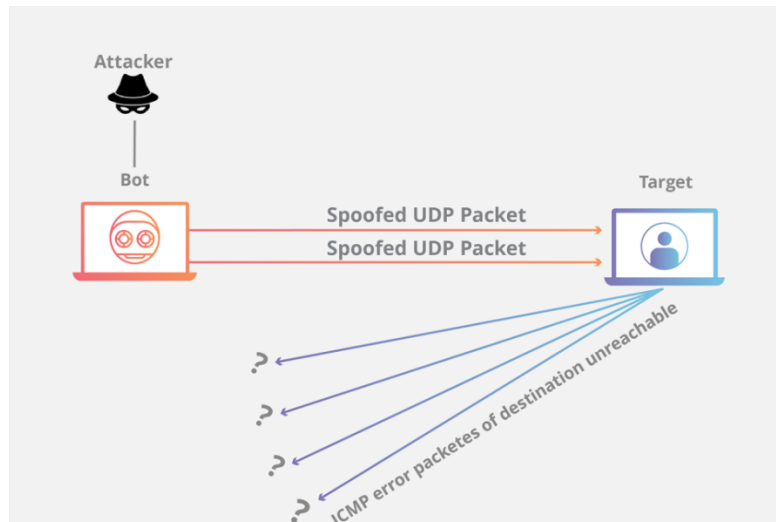 Attacker
Bot
Target
Spoofed UDP Packet
Spoofed UDP Packet
?
?
?
?
ICMP error packetes of destination unreachable